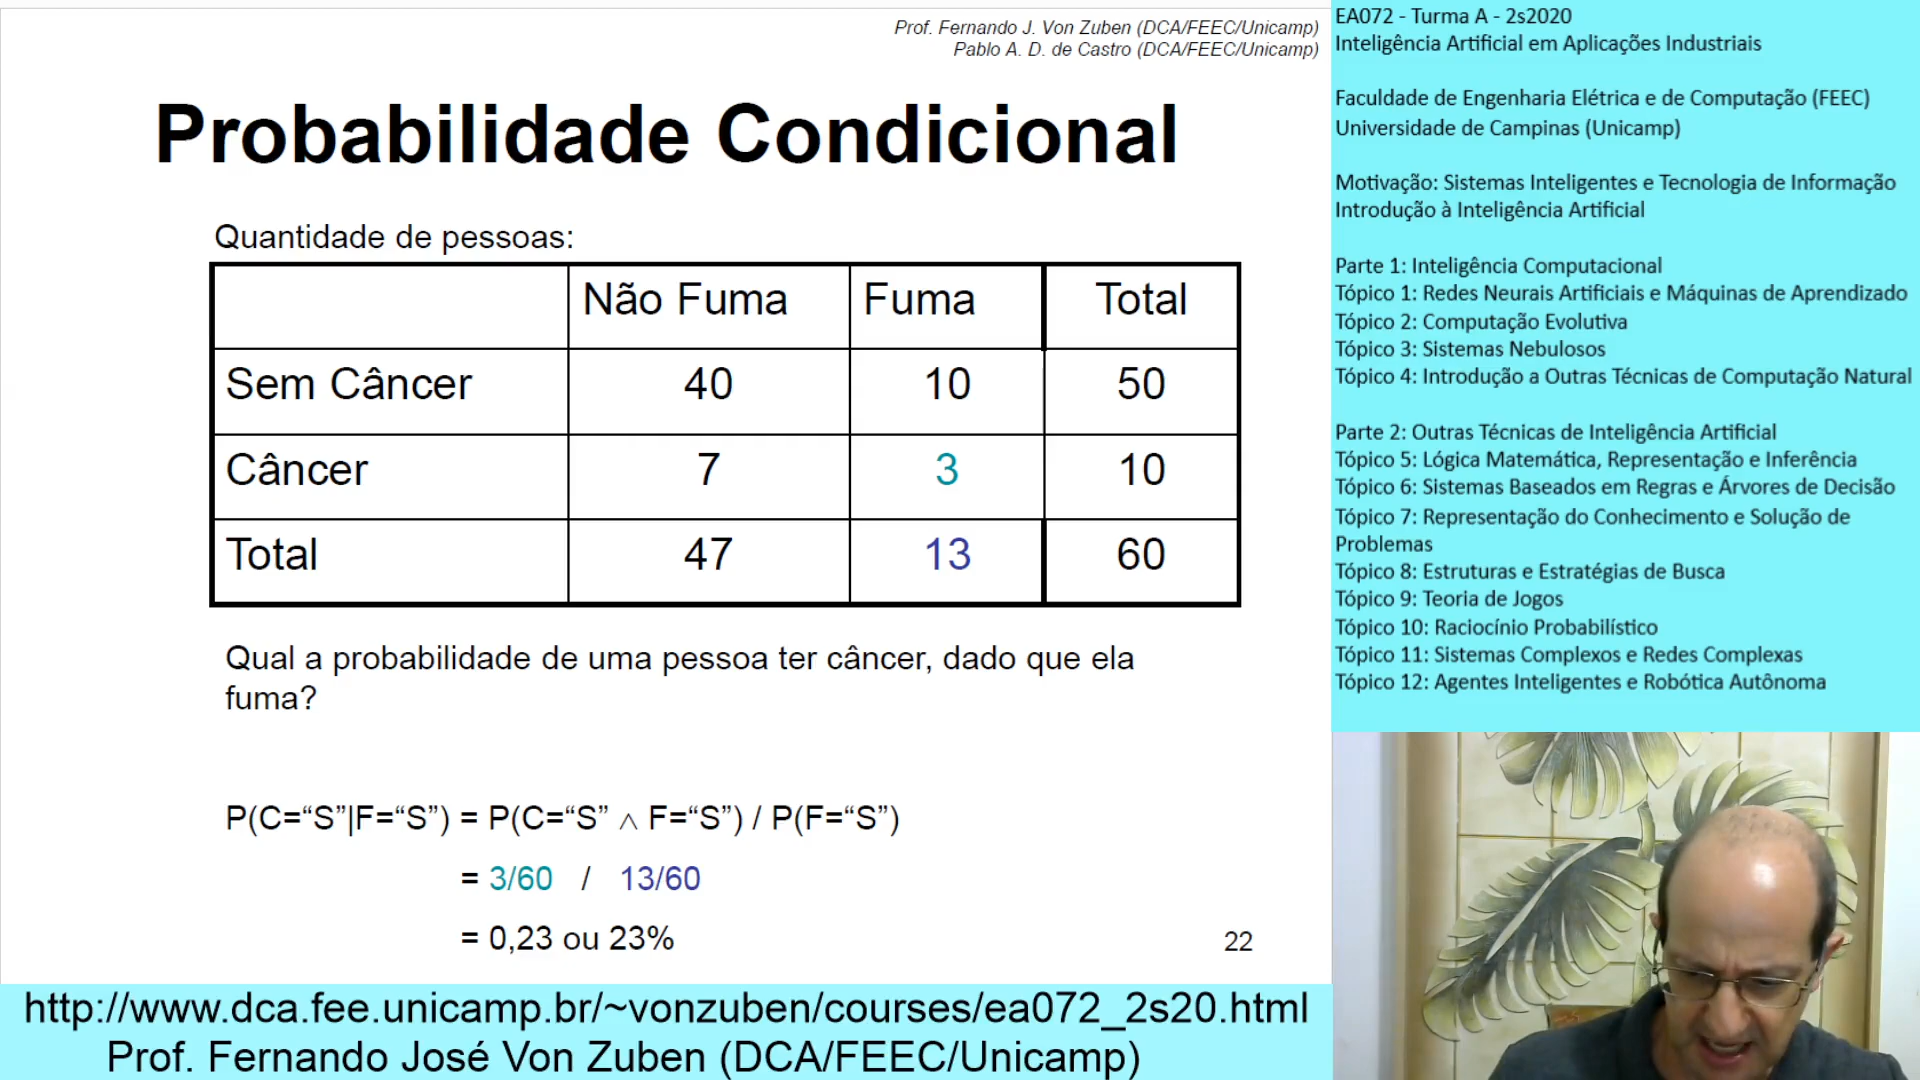 Prof. Fernando J. Von Zuben (DCA/FEEC/Unicamp)
Pablo A. D. de Castro (DCA/FEEC/Unicamp)
Probabilidade Condicional
Quantidade de pessoas:
Não Fuma Fuma Total
Sem Câncer 40 10 50
Câncer 7 3 10
Total 47 13 60
Qual a probabilidade de uma pessoa ter câncer, dado que ela
fuma?
P(C=“S”|F=“S”) = P(C=“S” ∧ F=“S”) / P(F=“S”)
= 3/60 / 13/60
= 0,23 ou 23%
22
http://www.dca.fee.unicamp.br/~vonzuben/courses/ea072_2s20.html
Prof. Fernando José Von Zuben (DCA/FEEC/Unicamp)
EA072 - Turma A - 2s2020
Inteligência Artificial em Aplicações Industriais
Faculdade de Engenharia Elétrica e de Computação (FEEC)
Universidade de Campinas (Unicamp)
Motivação: Sistemas Inteligentes e Tecnologia de Informação
Introdução à Inteligência Artificial
Parte 1: Inteligência Computacional
Tópico 1: Redes Neurais Artificiais e Máquinas de Aprendizado
Tópico 2: Computação Evolutiva
Tópico 3: Sistemas Nebulosos
Tópico 4: Introdução a Outras Técnicas de Computação Natural
Parte 2: Outras Técnicas de Inteligência Artificial
Tópico 5: Lógica Matemática, Representação e Inferência
Tópico 6: Sistemas Baseados em Regras e Árvores de Decisão
Tópico 7: Representação do Conhecimento e Solução de
Problemas
Tópico 8: Estruturas e Estratégias de Busca
Tópico 9: Teoria de Jogos
Tópico 10: Raciocínio Probabilístico
Tópico 11: Sistemas Complexos e Redes Complexas
Tópico 12: Agentes Inteligentes e Robótica Autônoma